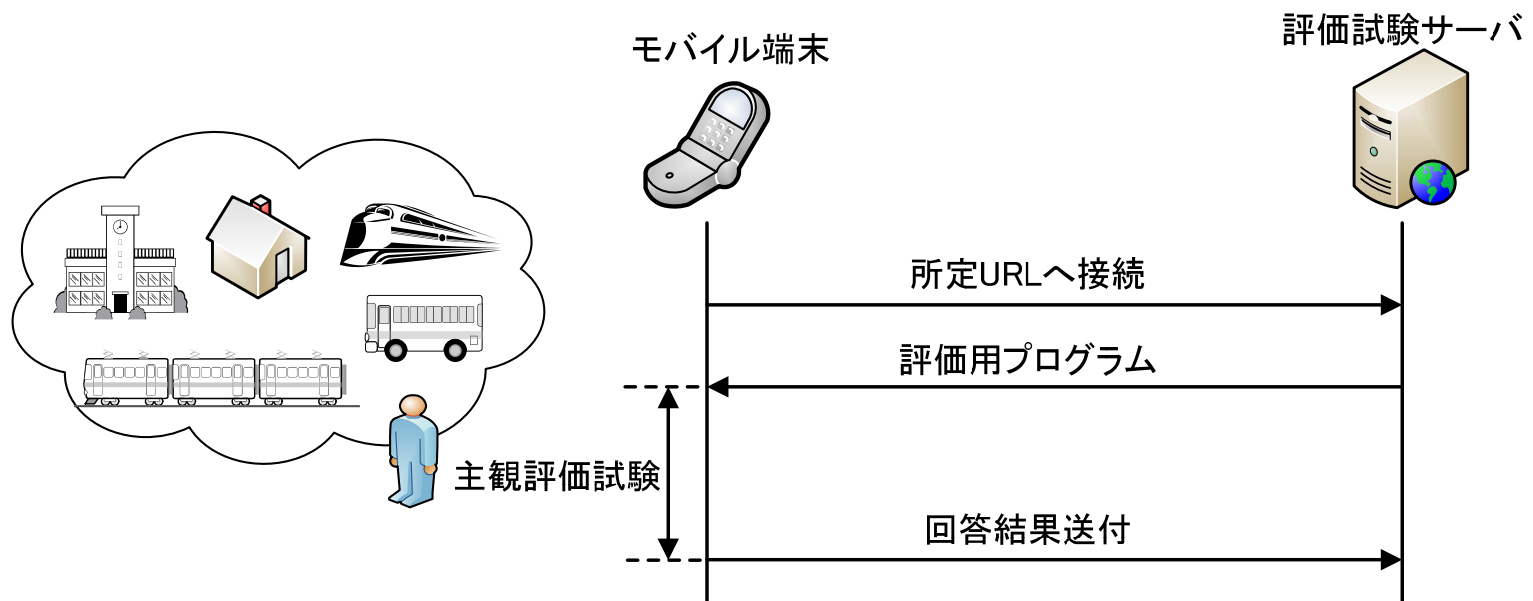 モバイル端末
評価試験サーバ
所定URLへ接続
評価用プログラム
主観評価試験
回答結果送付